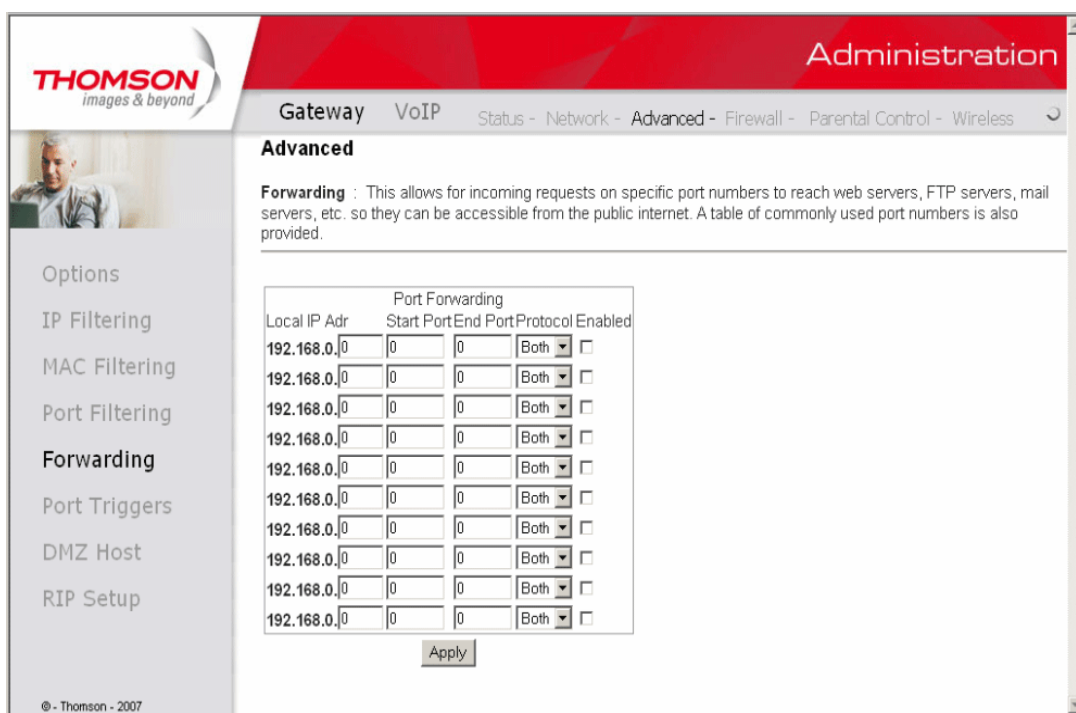 THOMSON
images & beyond
Administration
Gateway VoIP Status - Network - Advanced - Firewall - Parental Control - Wireless
Advanced
Forwarding : This allows for incoming requests on specific port numbers to reach web servers, FTP servers, mail
servers, etc. so they can be accessible from the public internet. A table of commonly used port numbers is also
provided.
Options
IP Filtering
MAC Filtering
Port Filtering
Forwarding
Port Triggers
DMZ Host
RIP Setup
Port Forwarding
Local IP Adr Start Port End Port Protocol Enabled
192.168.0. 0 0 0 Both
192.168.0. 0 0 0 Both
192.168.0. 0 0 0 Both
192.168.0. 0 0 0 Both
192.168.0. 0 0 0 Both
192.168.0. 0 0 0 Both
192.168.0. 0 0 0 Both
192.168.0. 0 0 0 Both
192.168.0. 0 0 0 Both
192.168.0. 0 0 0 Both
Apply
© - Thomson - 2007